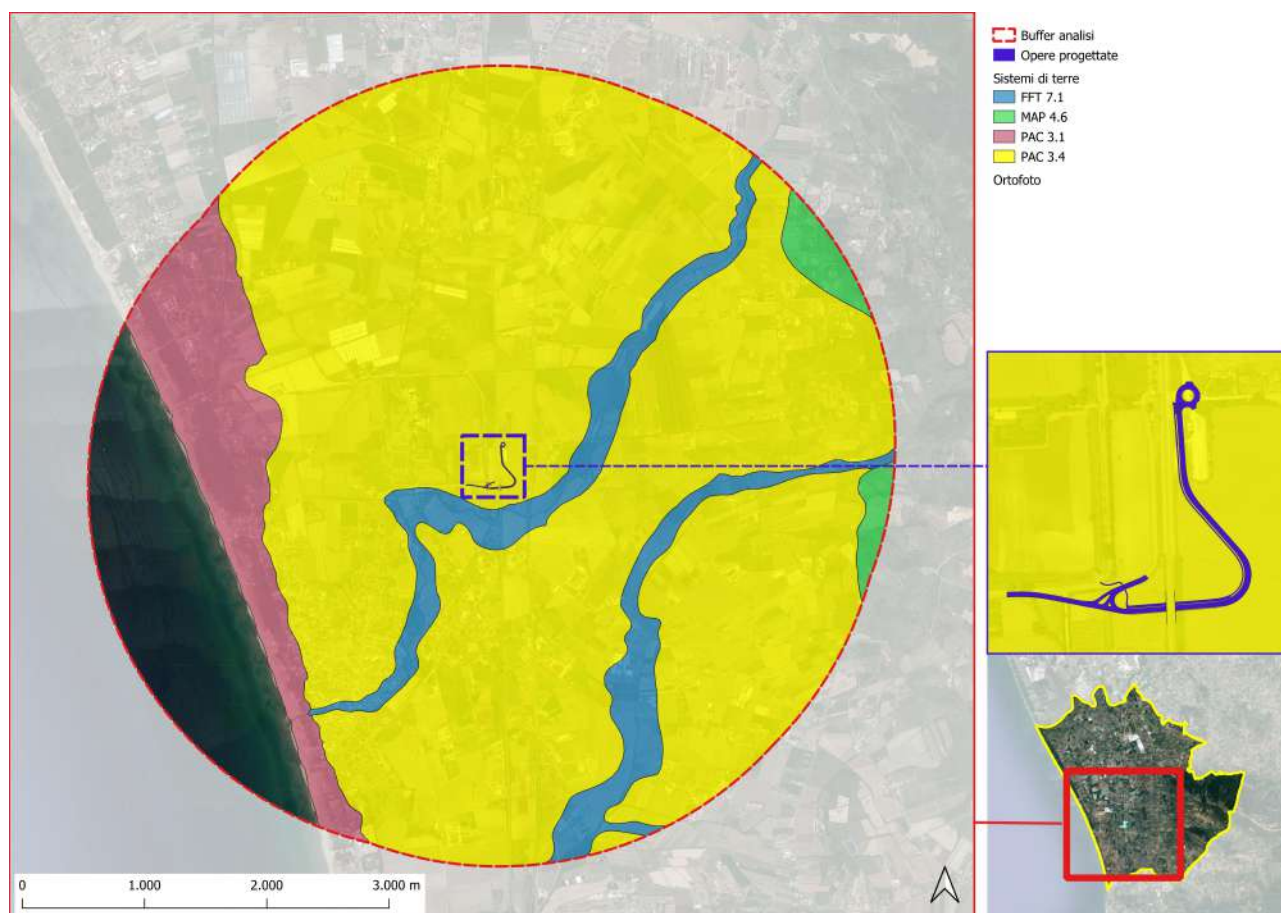 Buffer analisi
Opere progettate
Sistemi di terre
FFT 7.1
MAP 4.6
PAC 3.1
PAC 3.4
Ortofoto
0 1.000 2.000 3.000 m